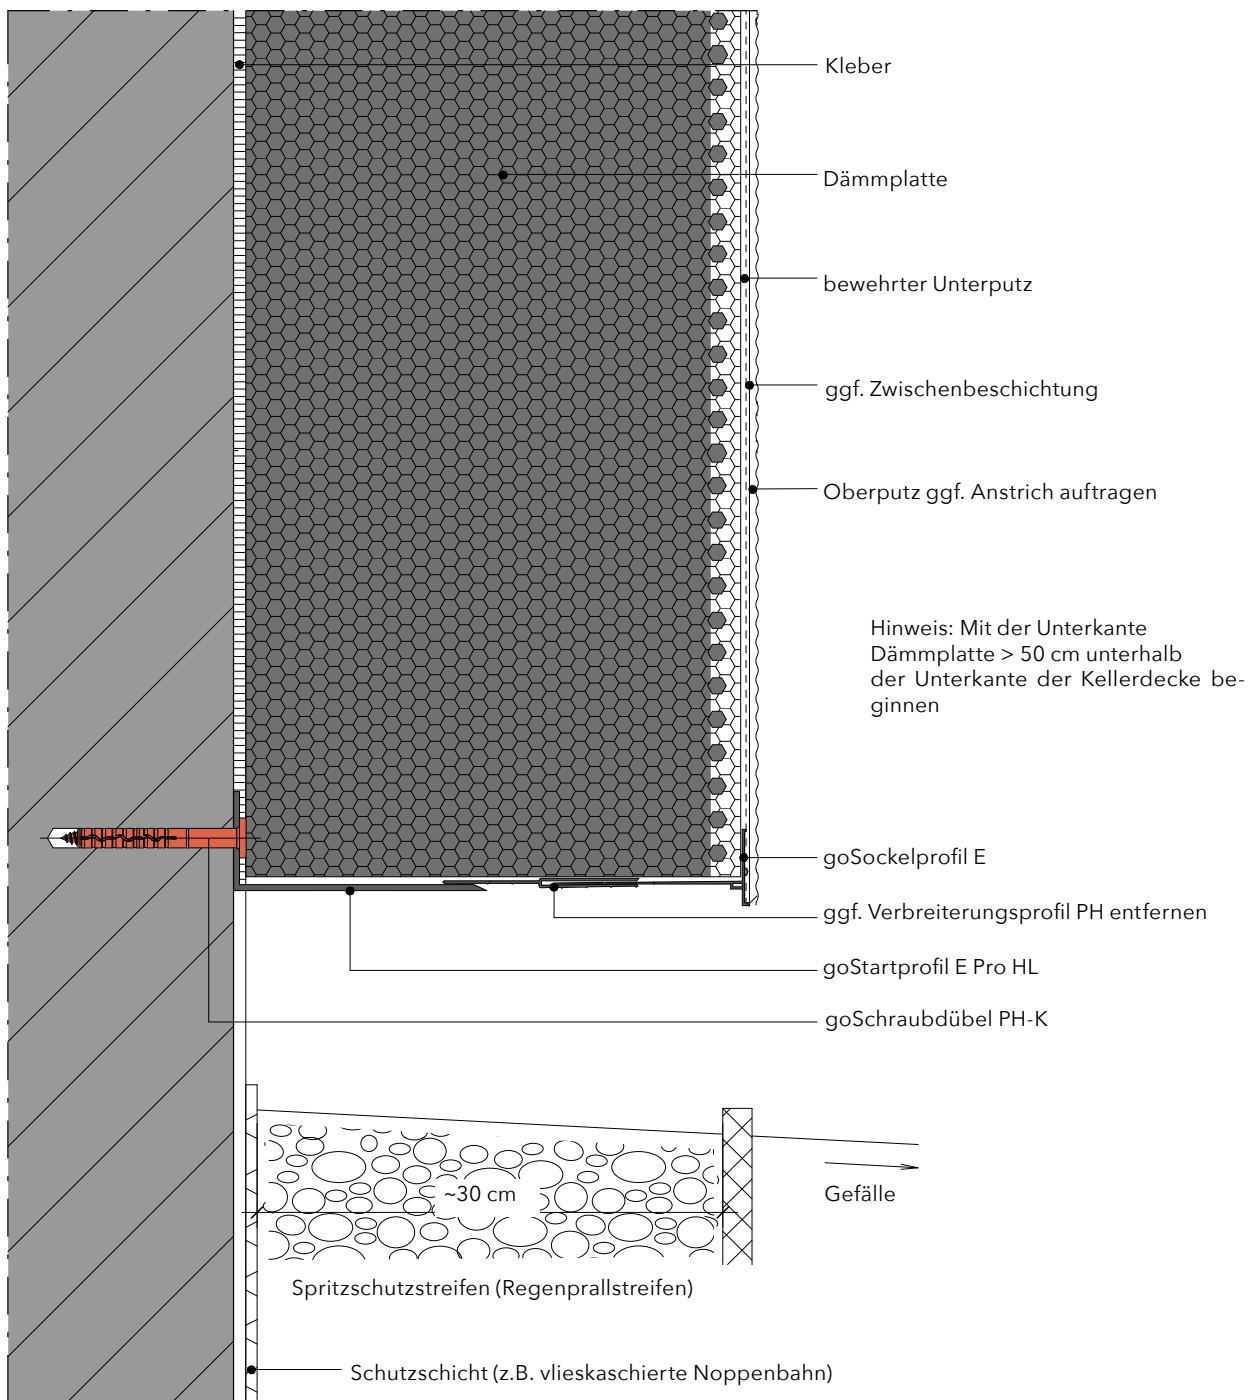 Kleber
Dämmplatte
bewehrter Unterputz
ggf. Zwischenbeschichtung
Oberputz ggf. Anstrich auftragen
Hinweis: Mit der Unterkante
Dämmplatte > 50 cm unterhalb
der Unterkante der Kellerdecke be-
ginnen
goSockelprofil E
ggf. Verbreiterungsprofil PH entfernen
goStartprofil E Pro HL
goSchraubdübel PH-K
~30 cm
Gefälle
Spritzschutzstreifen (Regenprallstreifen)
Schutzschicht (z.B. vlieskaschierte Noppenbahn)